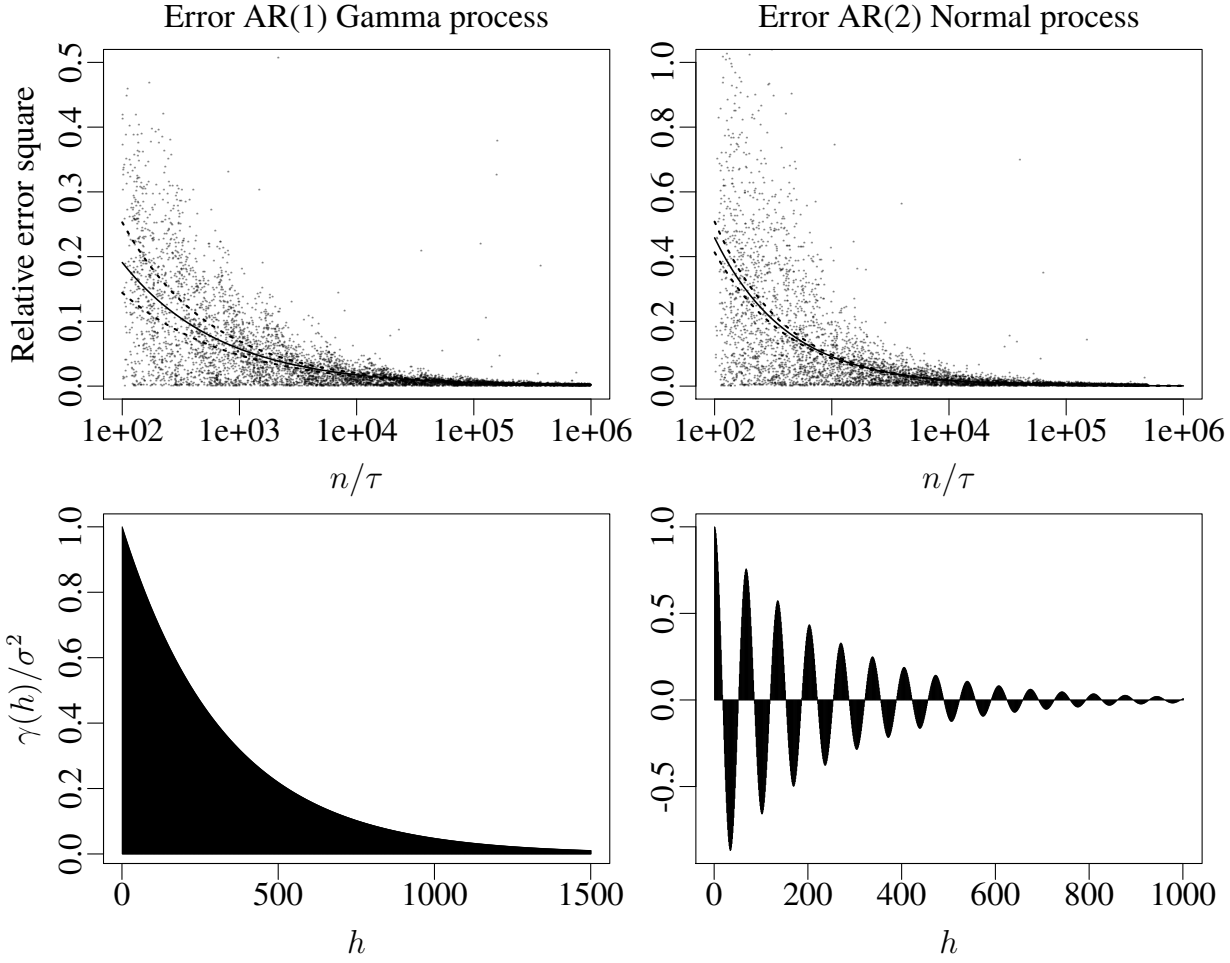 Error AR(1) Gamma process
Error AR(2) Normal process
Relative error square
0.0 0.1 0.2 0.3 0.4 0.5
1e+02 1e+03 1e+04 1e+05 1e+06
n/τ
0.0 0.2 0.4 0.6 0.8 1.0
1e+02 1e+03 1e+04 1e+05 1e+06
n/τ
γ(h)/σ²
0.0 0.2 0.4 0.6 0.8 1.0
0 500 1000 1500
h
-0.5 0.0 0.5 1.0
0 200 400 600 800 1000
h